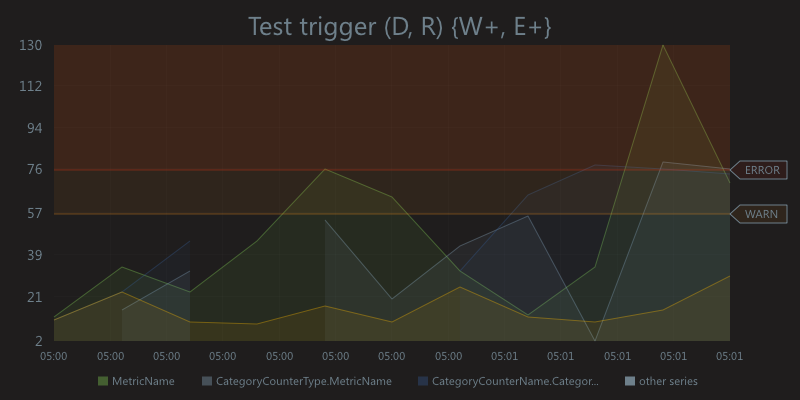 Test trigger (D, R) {W+, E+}
130
112
94
76
57
39
21
2
ERROR
WARN
05:00 05:00 05:00 05:00 05:00 05:00 05:00 05:00 05:01 05:01 05:01 05:01 05:01
MetricName CategoryCounterType.MetricName CategoryCounterName.Categor... other series